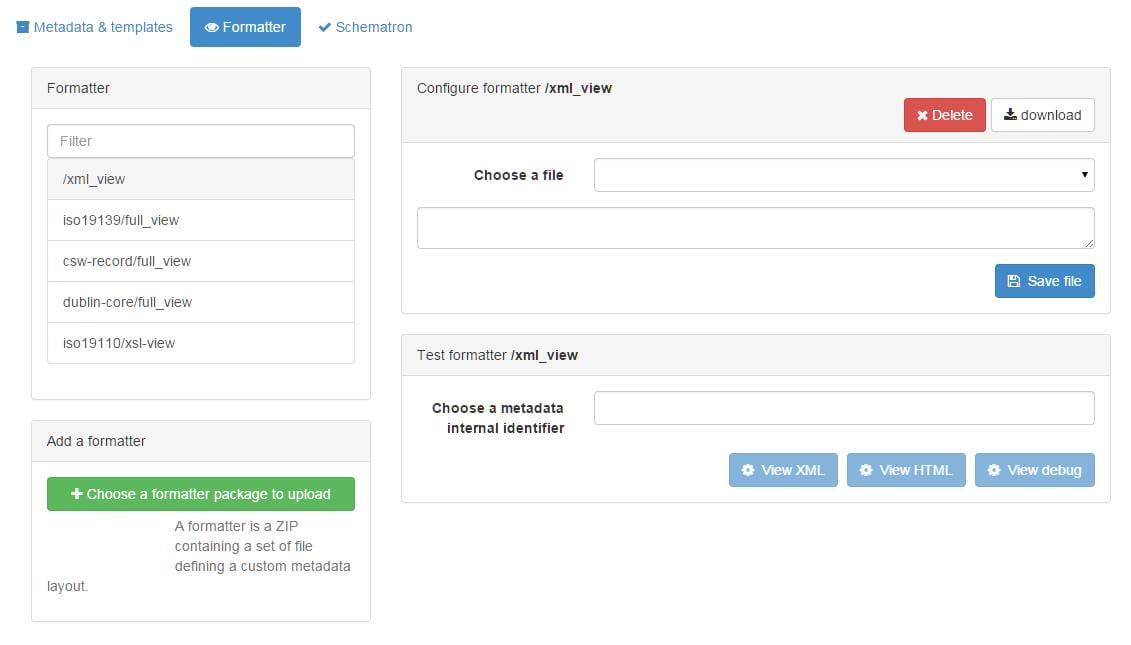 Metadata & templates
Formatter
Schematron
Formatter
Filter
/xml_view
iso19139/full_view
csw-record/full_view
dublin-core/full_view
iso19110/xsl-view
Add a formatter
Choose a formatter package to upload
A formatter is a ZIP
containing a set of file
defining a custom metadata
layout.
Configure formatter /xml_view
Delete
download
Choose a file
Save file
Test formatter /xml_view
Choose a metadata
internal identifier
View XML
View HTML
View debug